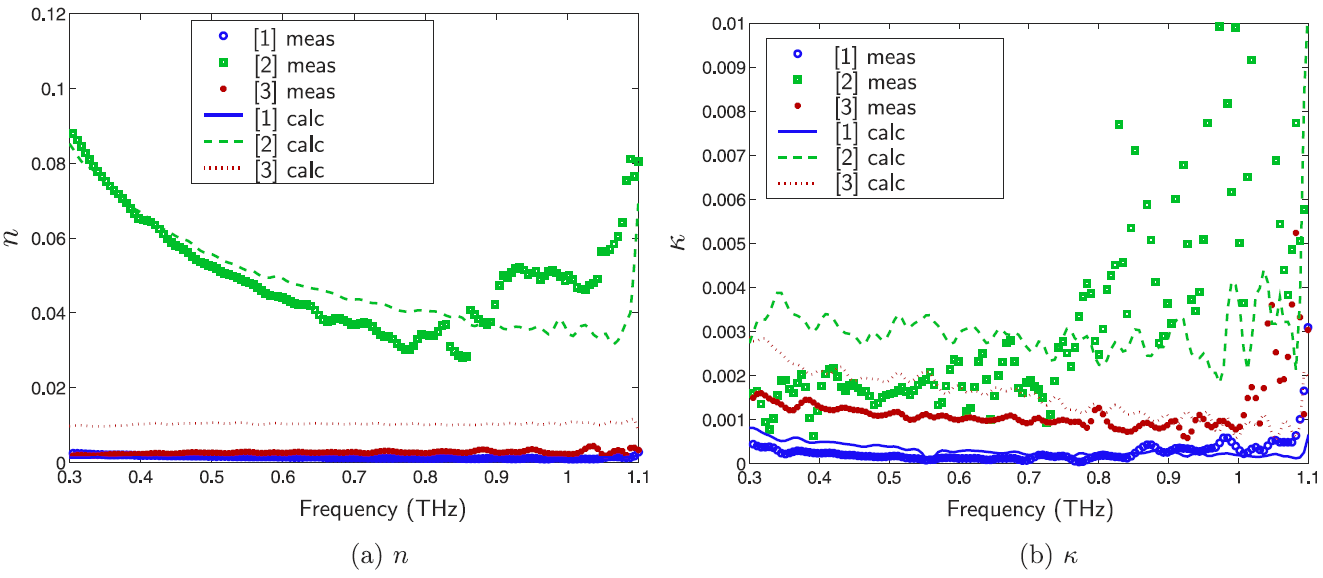 0.12
0.1
0.08
0.06
0.04
0.02
0
n
[1] meas
[2] meas
[3] meas
[1] calc
[2] calc
[3] calc
0.3 0.4 0.5 0.6 0.7 0.8 0.9 1 1.1
Frequency (THz)
(a) n
0.01
0.009
0.008
0.007
0.006
0.005
0.004
0.003
0.002
0.001
0
κ
[1] meas
[2] meas
[3] meas
[1] calc
[2] calc
[3] calc
0.3 0.4 0.5 0.6 0.7 0.8 0.9 1 1.1
Frequency (THz)
(b) κ